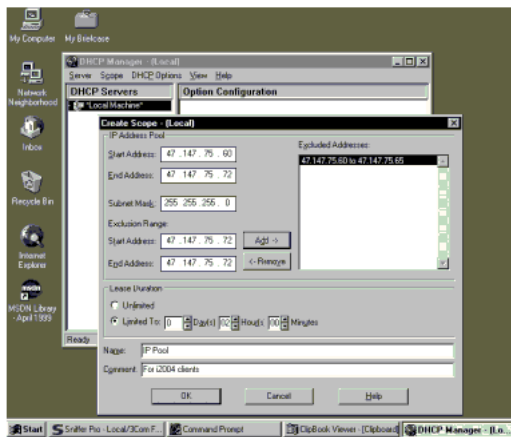 My Computer
My Briefcase
Network Neighborhood
Inbox
Recycle Bin
Internet Explorer
MSDN Library - April 1999
DHCP Manager - (Local)
Server Scope DHCP Options View Help
DHCP Servers
Option Configuration
*Local Machine*
Create Scope - (Local)
IP Address Pool
Start Address: 47 .147 .75 . 60
End Address: 47 147 75 . 72
Subnet Mask: 255 255 .255 . 0
Exclusion Range:
Start Address: 47 .147 .75 . 72
End Address: 47 147 .75 . 72
Add ->
<- Remove
Excluded Addresses:
47.147.75.60 to 47.147.75.65
Lease Duration
Unlimited
Limited To: 0 Day(s) 02 Hour(s) 00 Minutes
Name: IP Pool
Comment: For i2004 clients
OK Cancel Help
Ready
Start Sniffer Pro - Local/3Com F... Command Prompt ClipBook Viewer - [Clipboard] DHCP Manager - (Lo...